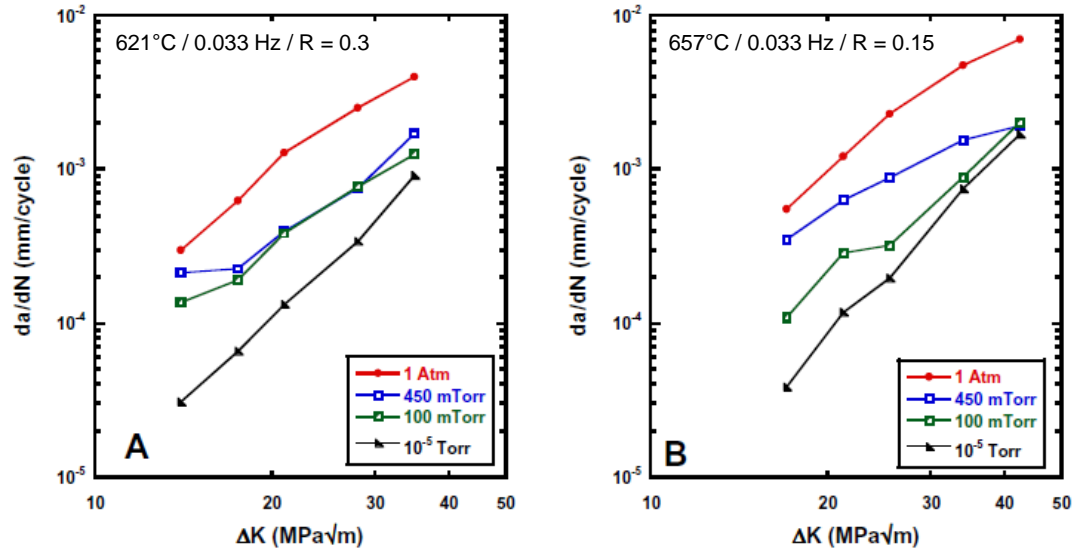 10⁻²
621°C / 0.033 Hz / R = 0.3
10⁻³
da/dN (mm/cycle)
10⁻⁴
1 Atm
450 mTorr
100 mTorr
10⁻⁵ Torr
A
10⁻⁵
10 20 30 40 50
ΔK (MPa√m)
10⁻²
657°C / 0.033 Hz / R = 0.15
10⁻³
da/dN (mm/cycle)
10⁻⁴
1 Atm
450 mTorr
100 mTorr
10⁻⁵ Torr
B
10⁻⁵
10 20 30 40 50
ΔK (MPa√m)